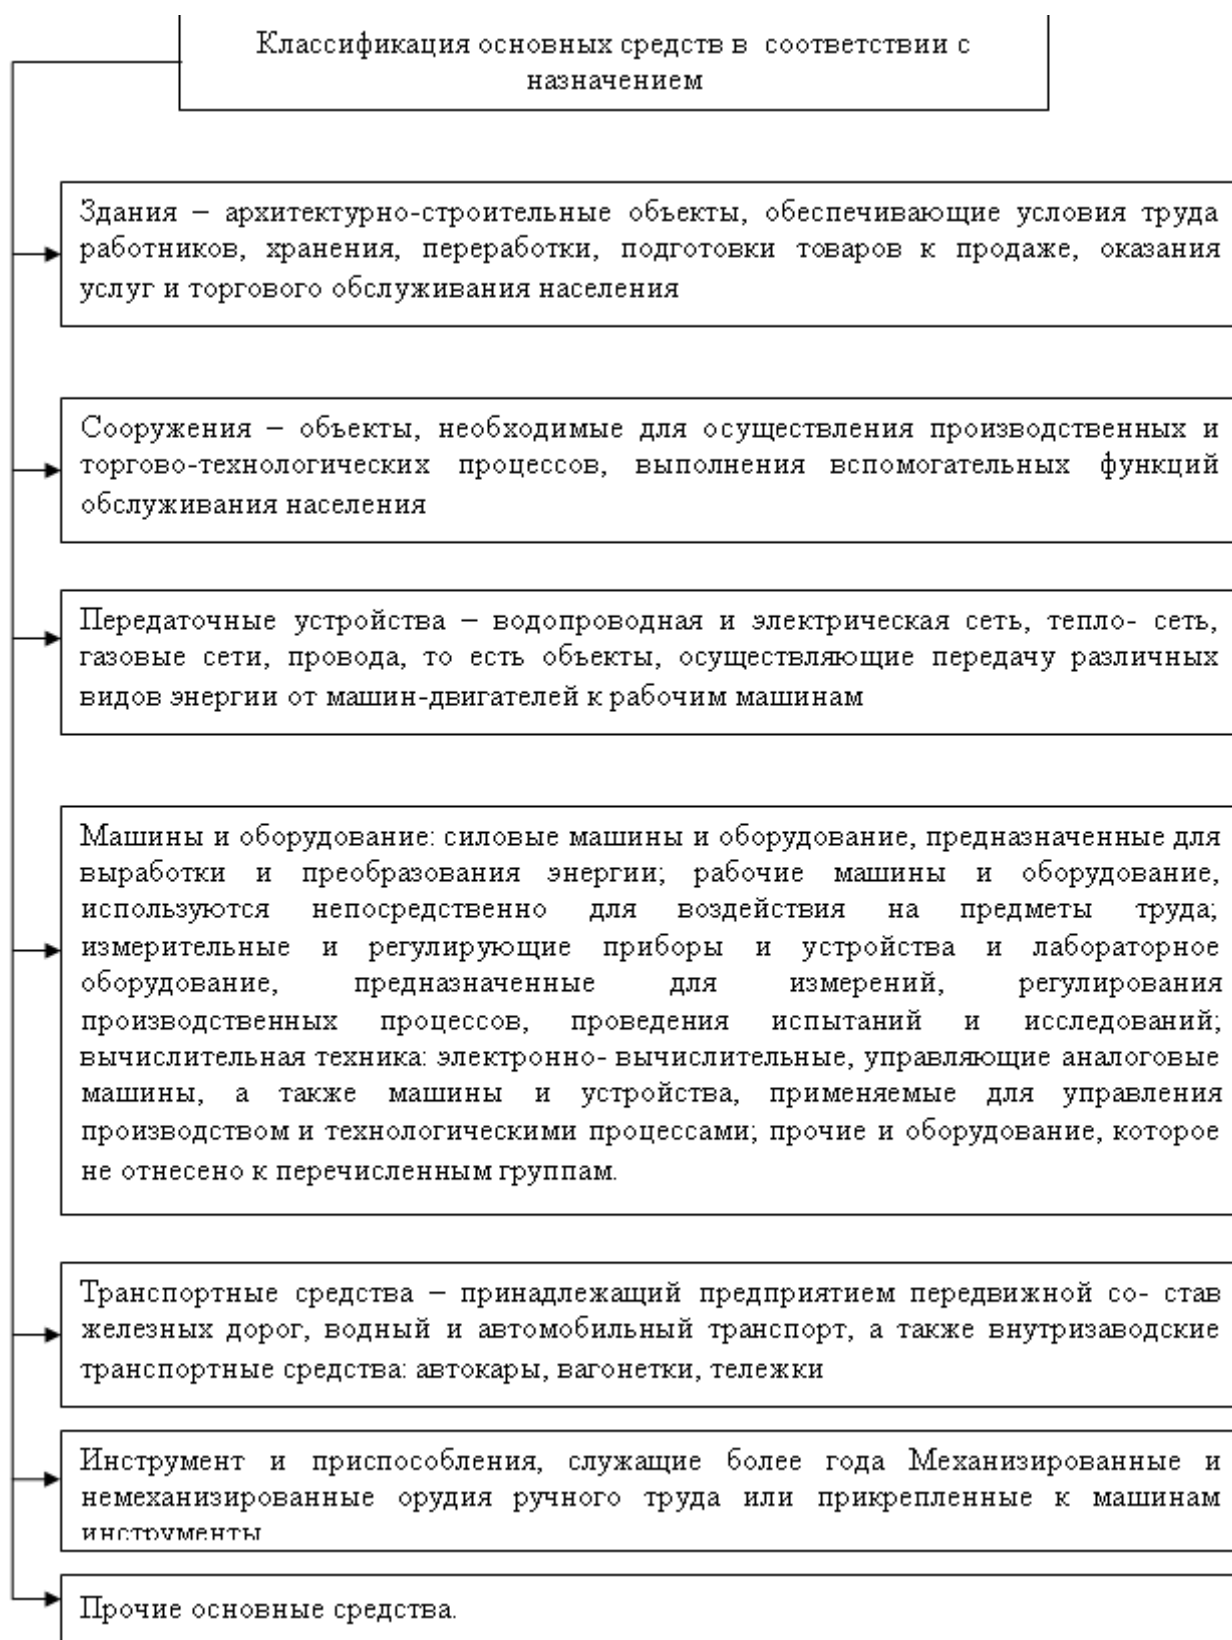 Классификация основных средств в соответствии с
назначением
Здания – архитектурно-строительные объекты, обеспечивающие условия труда
работников, хранения, переработки, подготовки товаров к продаже, оказания
услуг и торгового обслуживания населения
Сооружения – объекты, необходимые для осуществления производственных и
торгово-технологических процессов, выполнения вспомогательных функций
обслуживания населения
Передаточные устройства – водопроводная и электрическая сеть, тепло- сеть,
газовые сети, провода, то есть объекты, осуществляющие передачу различных
видов энергии от машин-двигателей к рабочим машинам
Машины и оборудование: силовые машины и оборудование, предназначенные для
выработки и преобразования энергии; рабочие машины и оборудование,
используются непосредственно для воздействия на предметы труда;
измерительные и регулирующие приборы и устройства и лабораторное
оборудование, предназначенные для измерений, регулирования
производственных процессов, проведения испытаний и исследований;
вычислительная техника: электронно- вычислительные, управляющие аналоговые
машины, а также машины и устройства, применяемые для управления
производством и технологическими процессами; прочие и оборудование, которое
не отнесено к перечисленным группам.
Транспортные средства – принадлежащий предприятием передвижной со- став
железных дорог, водный и автомобильный транспорт, а также внутризаводские
транспортные средства: автокары, вагонетки, тележки
Инструмент и приспособления, служащие более года Механизированные и
немеханизированные орудия ручного труда или прикрепленные к машинам
инструменты
Прочие основные средства.